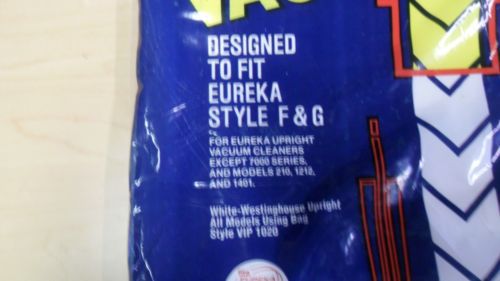 DESIGNED
TO FIT
EUREKA
STYLE F & G
FOR EUREKA UPRIGHT
VACUUM CLEANERS
EXCEPT 7000 SERIES,
AND MODELS 210, 1212,
AND 1401.
White-Westinghouse Upright
All Models Using Bag
Style VIP 1020